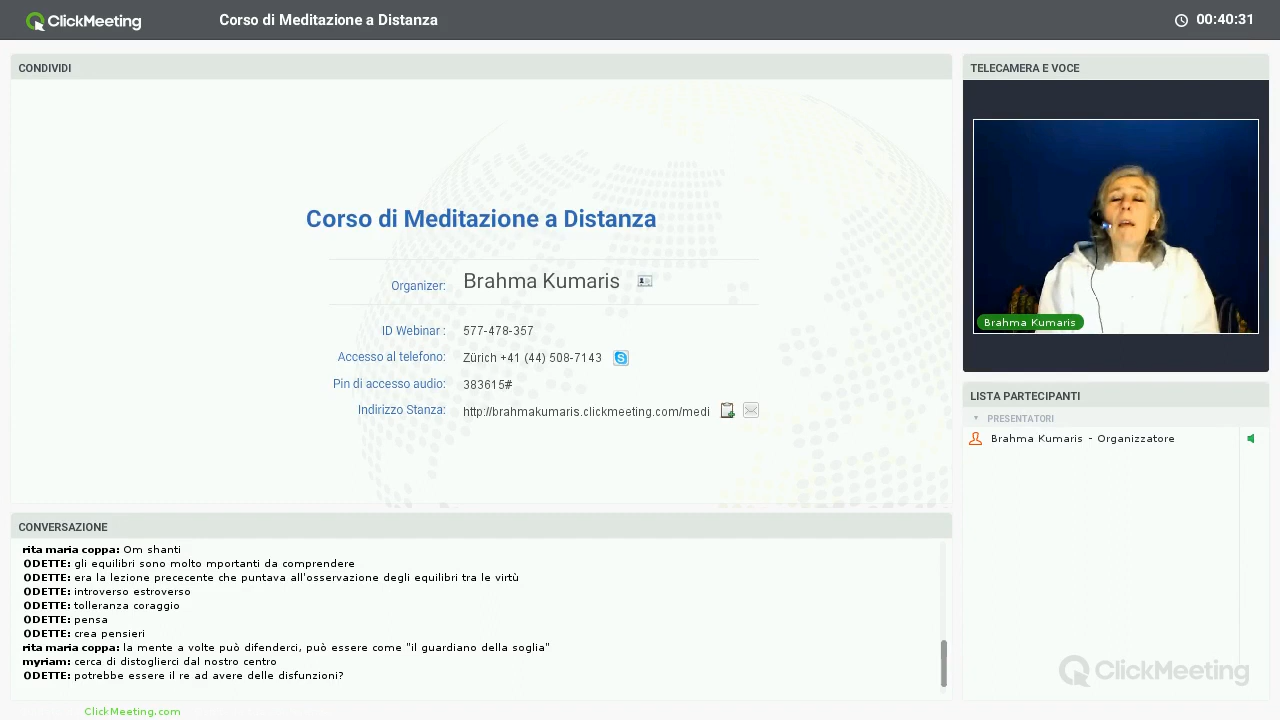 ClickMeeting
Corso di Meditazione a Distanza
00:40:31
CONDIVIDI
Corso di Meditazione a Distanza
Organizer: Brahma Kumaris
ID Webinar : 577-478-357
Accesso al telefono: Zürich +41 (44) 508-7143
Pin di accesso audio: 383615#
Indirizzo Stanza: http://brahmakumaris.clickmeeting.com/medi
CONVERSAZIONE
rita maria coppa: Om shanti
ODETTE: gli equilibri sono molto mportanti da comprendere
ODETTE: era la lezione prececente che puntava all'osservazione degli equilibri tra le virtù
ODETTE: introverso estroverso
ODETTE: tolleranza coraggio
ODETTE: pensa
ODETTE: crea pensieri
rita maria coppa: la mente a volte può difenderci, può essere come "il guardiano della soglia"
myriam: cerca di distoglierci dal nostro centro
ODETTE: potrebbe essere il re ad avere delle disfunzioni?
ClickMeeting.com
TELECAMERA E VOCE
Brahma Kumaris
LISTA PARTECIPANTI
PRESENTATORI
Brahma Kumaris - Organizzatore
ClickMeeting